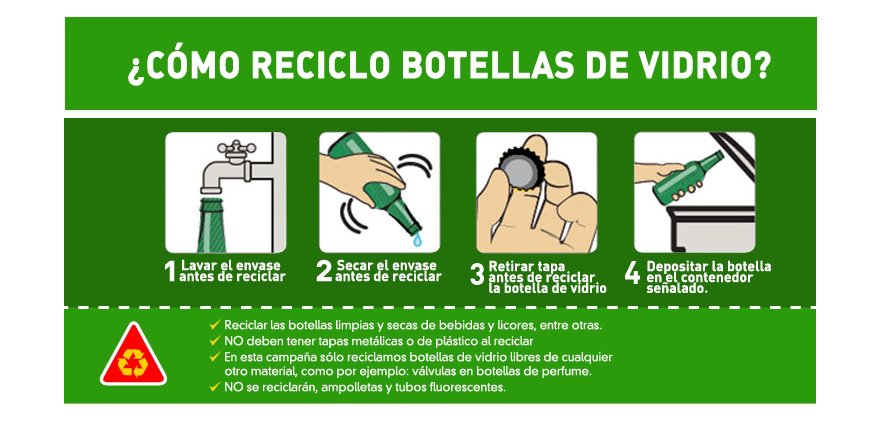 ¿CÓMO RECICLO BOTELLAS DE VIDRIO?
1 Lavar el envase
antes de reciclar
2 Secar el envase
antes de reciclar
3 Retirar tapa
antes de reciclar
la botella de vidrio
4 Depositar la botella
en el contenedor
señalado.
Reciclar las botellas limpias y secas de bebidas y licores, entre otras.
NO deben tener tapas metálicas o de plástico al reciclar
En esta campaña sólo reciclamos botellas de vidrio libres de cualquier
otro material, como por ejemplo: válvulas en botellas de perfume.
NO se reciclarán, ampolletas y tubos fluorescentes.